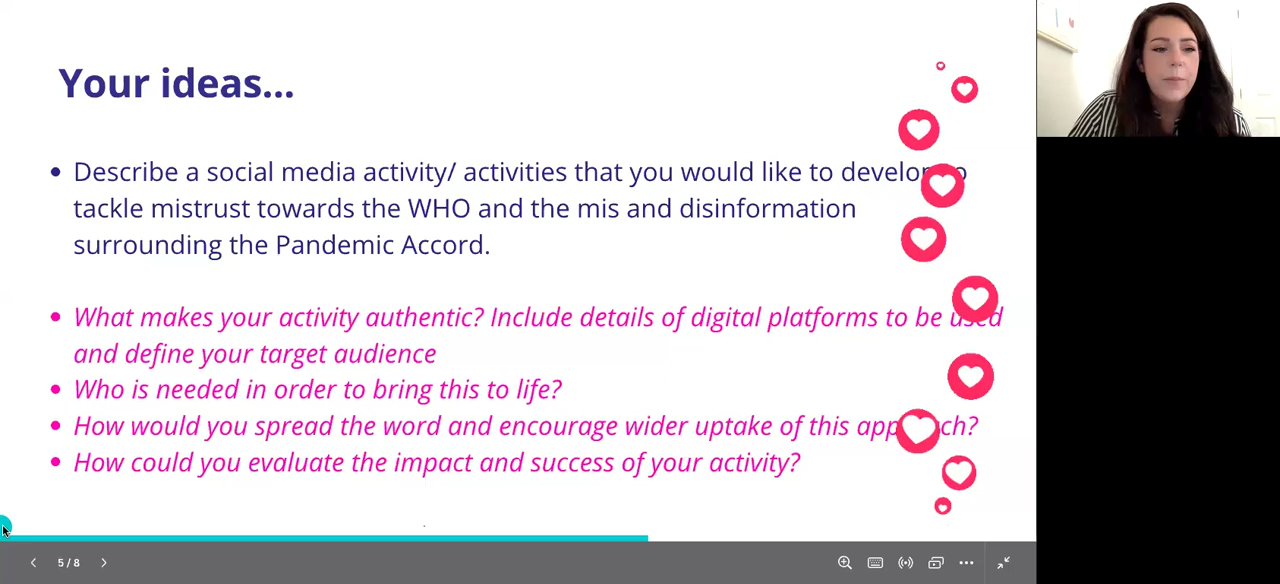 Your ideas...
Describe a social media activity/ activities that you would like to develop to
tackle mistrust towards the WHO and the mis and disinformation
surrounding the Pandemic Accord.
What makes your activity authentic? Include details of digital platforms to be used
and define your target audience
Who is needed in order to bring this to life?
How would you spread the word and encourage wider uptake of this approach?
How could you evaluate the impact and success of your activity?
5 / 8